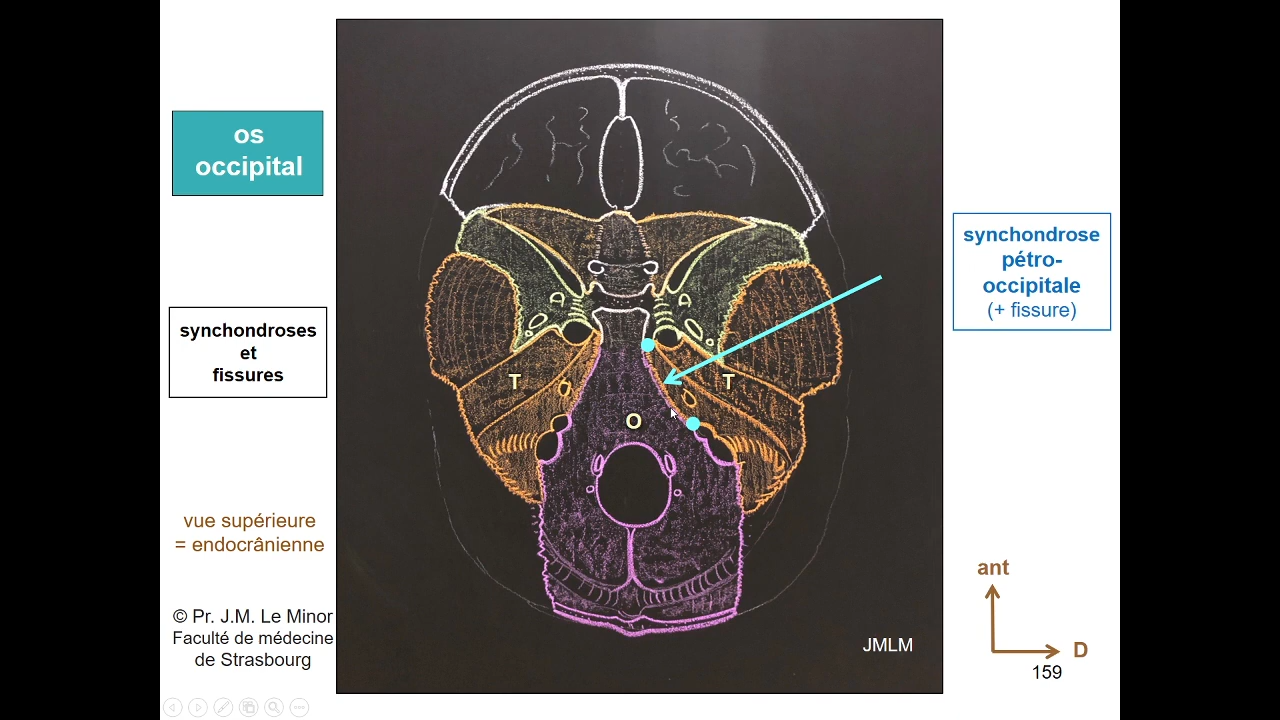 os
occipital
synchondroses
et
fissures
vue supérieure
= endocrânienne
© Pr. J.M. Le Minor
Faculté de médecine
de Strasbourg
T
T
O
JMLM
synchondrose
pétro-
occipitale
(+ fissure)
ant
D
159